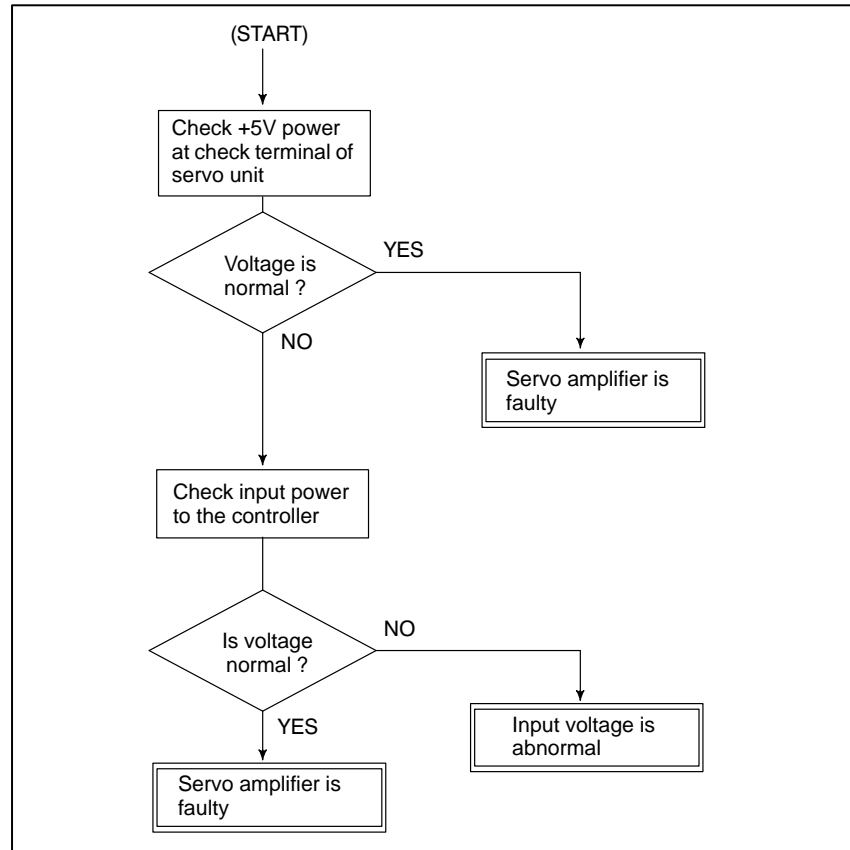 (START)
Check +5V power
at check terminal of
servo unit
Voltage is
normal ?
YES
NO
Servo amplifier is
faulty
Check input power
to the controller
Is voltage
normal ?
NO
YES
Input voltage is
abnormal
Servo amplifier is
faulty